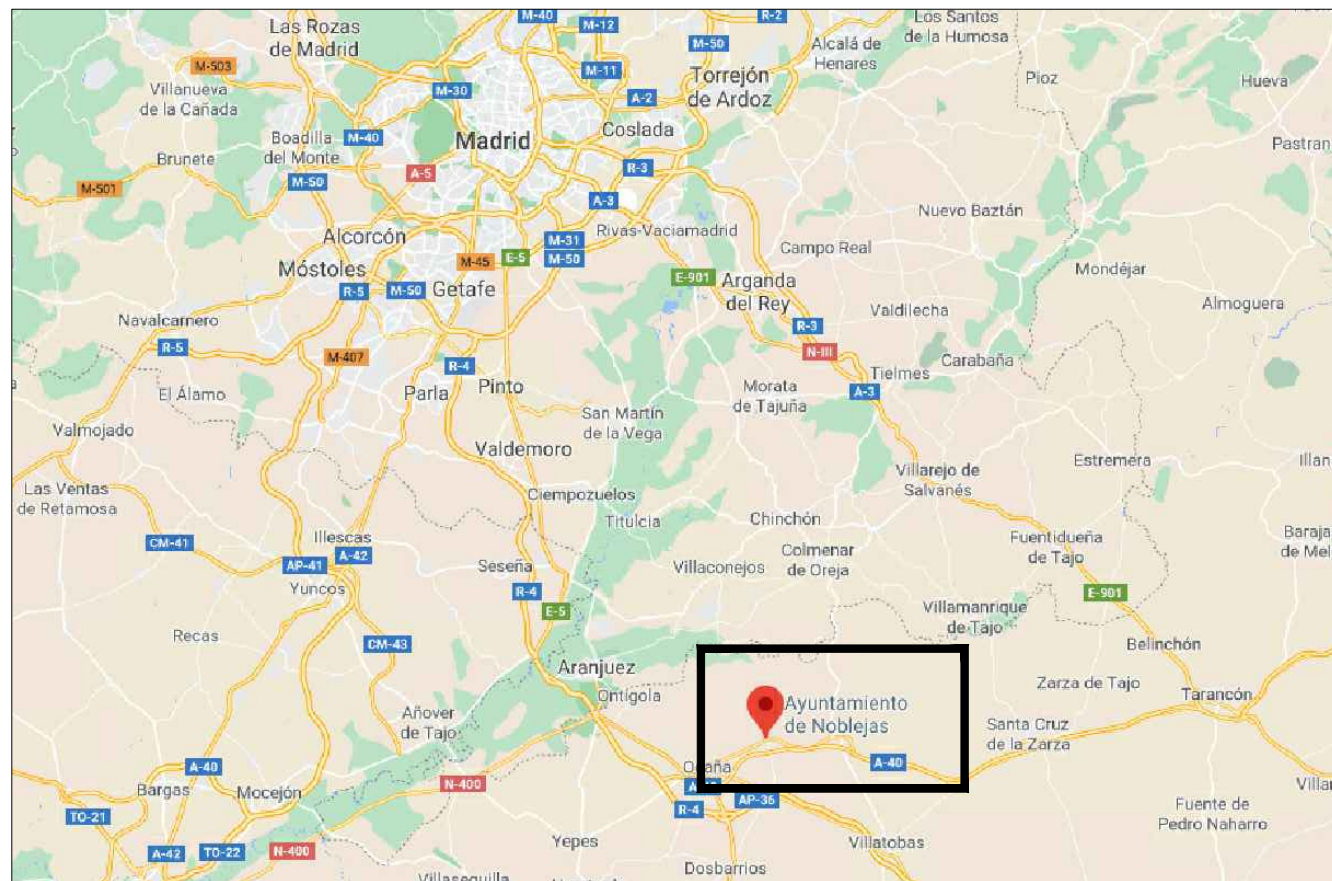 Las Rozas
de Madrid
M-40
M-12
R-2
Los Santos
de la Humosa
M-50
Alcalá de
Henares
M-503
M-11
Torrejón
de Ardoz
Pioz
Hueva
Villanueva
de la Cañada
M-30
A-2
Boadilla
del Monte
M-40
Madrid
Coslada
Pastran
Brunete
A-5
R-3
M-501
M-50
A-3
Nuevo Baztán
Rivas-Vaciamadrid
Alcorcón
M-31
Campo Real
E-5
M-50
M-45
Móstoles
Mondéjar
E-901
Arganda
del Rey
R-5
M-50
Getafe
Valdilecha
Almoguera
Navalcarnero
R-3
R-5
M-407
N-III
Carabaña
R-4
Tielmes
El Álamo
Parla
Pinto
Morata
de Tajuña
A-3
San Martín
de la Vega
Valmojado
Valdemoro
Villarejo de
Salvanés
Estremera
Illan
Las Ventas
de Retamosa
Ciempozuelos
Titulcia
Chinchón
Illescas
CM-41
A-42
Fuentidueña
de Tajo
Baraja
de Mel
Colmenar
de Oreja
AP-41
Seseña
Villaconejos
Yuncos
R-4
E-901
E-5
Villamanrique
de Tajo
Recas
CM-43
Belinchón
Aranjuez
Zarza de Tajo
Ontígola
Tarancón
Ayuntamiento
de Noblejas
Añover
de Tajo
Santa Cruz
de la Zarza
A-40
Ocaña
A-40
Bargas
Mocejón
N-400
AP-36
Villar
TO-21
R-4
Fuente de
Pedro Naharro
Yepes
Villatobas
A-42
TO-22
N-400
Dosbarrios
Villasequilla